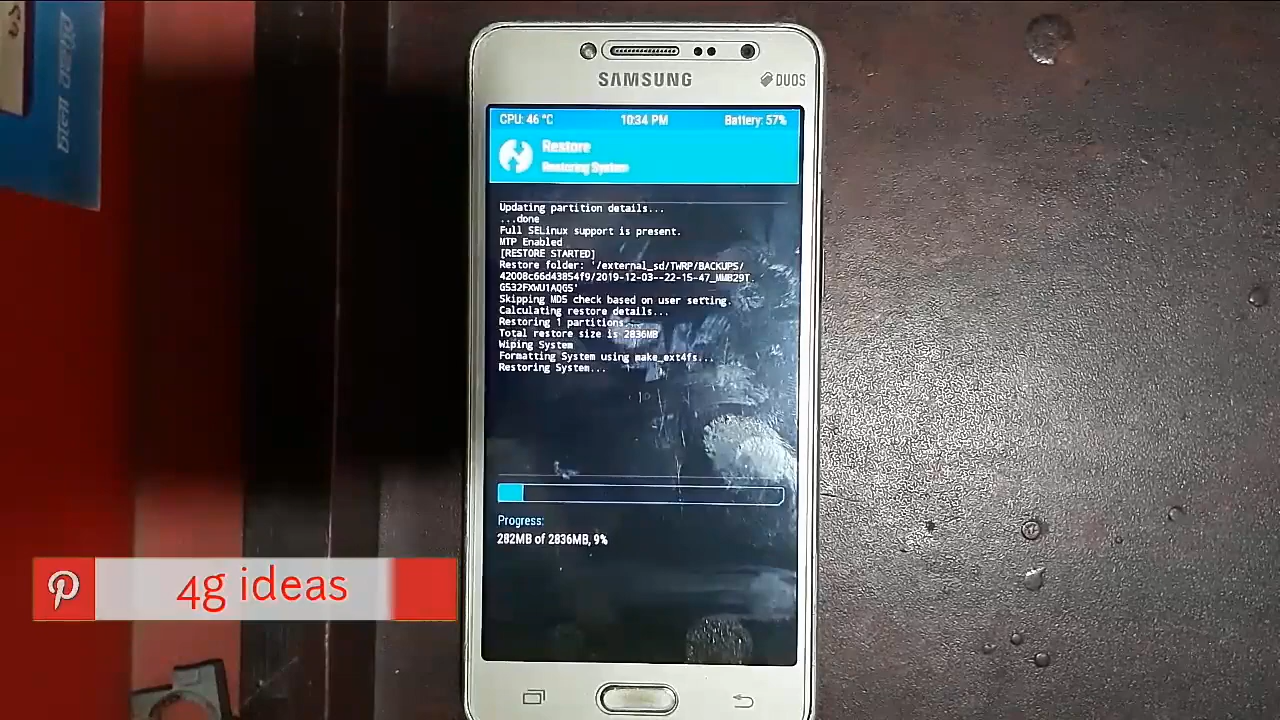 SAMSUNG
DUOS
CPU: 46 °C
10:34 PM
Battery: 57%
Restore
Restoring System
Updating partition details...
...done
Full SELinux support is present.
MTP Enabled
[RESTORE STARTED]
Restore folder: '/external_sd/TWRP/BACKUPS/
42008c66d43854f9/2019-12-03--22-15-47_MMB29T.
G532FXWU1AQG5'
Skipping MD5 check based on user setting.
Calculating restore details...
Restoring 1 partitions...
Total restore size is 2836MB
Wiping System
Formatting System using make_ext4fs...
Restoring System...
Progress:
282MB of 2836MB, 9%
4g ideas